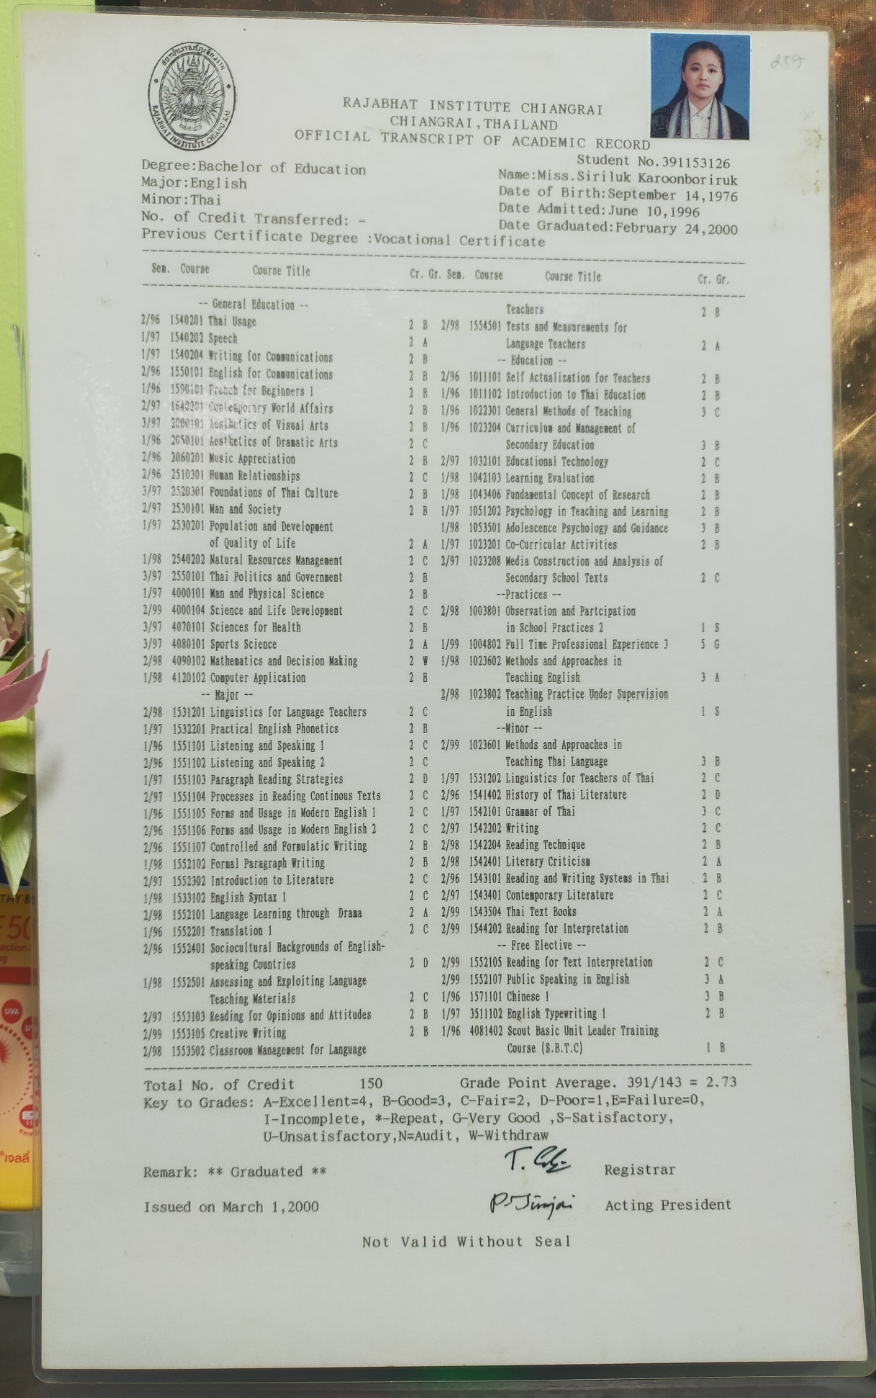 RAJABHAT INSTITUTE CHIANGRAI
CHIANGRAI,THAILAND
OFFICIAL TRANSCRIPT OF ACADEMIC RECORD
RAJABHAT INSTITUTE CHIANG RAI
259
Student No.391153126
Degree:Bachelor of Education
Name:Miss.Siriluk Karoonboriruk
Major:English
Date of Birth:September 14,1976
Minor:Thai
Date Admitted:June 10,1996
No. of Credit Transferred: -
Date Graduated:February 24,2000
Previous Certificate Degree :Vocational Certificate
Sem. Course Course Title Cr. Gr.
-- General Education --
2/96 1540201 Thai Usage 2 B
1/97 1540202 Speech 2 A
1/97 1540204 Writing for Communications 2 B
2/96 1550101 English for Communications 2 B
1/96 1590101 French for Beginners 1 2 B
2/97 1640201 Contemporary World Affairs 2 B
3/97 2000101 Aesthetics of Visual Arts 2 B
1/96 2050101 Aesthetics of Dramatic Arts 2 C
2/96 2060201 Music Appreciation 2 B
2/96 2510301 Human Relationships 2 C
3/97 2520301 Foundations of Thai Culture 2 B
2/97 2530101 Man and Society 2 B
1/97 2530201 Population and Development
of Quality of Life 2 A
1/98 2540202 Natural Resources Management 2 C
3/97 2550101 Thai Politics and Government 2 B
1/97 4000101 Man and Physical Science 2 B
2/99 4000104 Science and Life Development 2 C
3/97 4070101 Sciences for Health 2 B
3/97 4080101 Sports Science 2 A
2/98 4090102 Mathematics and Decision Making 2 W
1/98 4120102 Computer Application 2 B
-- Major --
2/98 1531201 Linguistics for Language Teachers 2 C
1/97 1532201 Practical English Phonetics 2 B
1/96 1551101 Listening and Speaking 1 2 C
2/96 1551102 Listening and Speaking 2 2 C
1/97 1551103 Paragraph Reading Strategies 2 D
2/97 1551104 Processes in Reading Continous Texts 2 C
1/96 1551105 Forms and Usage in Modern English 1 2 C
2/96 1551106 Forms and Usage in Modern English 2 2 C
2/96 1551107 Controlled and Formulatic Writing 2 B
1/98 1552102 Formal Paragraph Writing 2 B
2/97 1552302 Introduction to Literature 2 C
1/98 1533102 English Syntax 1 2 C
2/98 1552101 Language Learning through Drama 2 A
1/96 1552201 Translation 1 2 C
2/96 1552401 Sociocultural Backgrounds of English-
speaking Countries 2 D
1/98 1552501 Assessing and Exploiting Language
Teaching Materials 2 C
2/97 1553103 Reading for Opinions and Attitudes 2 B
2/99 1553105 Creative Writing 2 B
2/98 1553502 Classroom Management for Language
Sem. Course Course Title Cr. Gr.
Teachers 2 B
2/98 1554501 Tests and Measurements for
Language Teachers 2 A
-- Education --
2/96 1011101 Self Actualization for Teachers 2 B
1/96 1011102 Introduction to Thai Education 2 B
1/96 1022301 General Methods of Teaching 3 C
1/96 1023204 Curriculum and Management of
Secondary Education 3 B
2/97 1032101 Educational Technology 2 C
1/98 1042103 Learning Evaluation 2 B
1/98 1043406 Fundamental Concept of Research 2 B
1/97 1051202 Psychology in Teaching and Learning 2 B
1/98 1053501 Adolescence Psychology and Guidance 3 B
1/97 1023201 Co-Curricular Activities 2 B
2/97 1023208 Media Construction and Analysis of
Secondary School Texts 2 C
--Practices --
2/98 1003801 Observation and Partcipation
in School Practices 2 1 S
1/99 1004802 Full Time Professional Experience 3 5 G
1/98 1023602 Methods and Approaches in
Teaching English 3 A
2/98 1023802 Teaching Practice Under Supervision
in English 1 S
--Minor --
2/99 1023601 Methods and Approaches in
Teaching Thai Language 3 B
1/97 1531202 Linguistics for Teachers of Thai 2 C
2/96 1541402 History of Thai Literature 2 D
1/97 1542101 Grammar of Thai 3 C
2/97 1542202 Writing 2 C
2/98 1542204 Reading Technique 2 B
2/98 1542401 Literary Criticism 2 A
2/96 1543101 Reading and Writing Systems in Thai 2 B
2/97 1543401 Contemporary Literature 2 C
2/99 1543504 Thai Text Books 2 A
2/99 1544202 Reading for Interpretation 2 B
-- Free Elective --
2/99 1552105 Reading for Text Interpretation 2 C
2/99 1552107 Public Speaking in English 3 A
1/96 1571101 Chinese 1 3 B
1/97 3511102 English Typewriting 1 2 B
1/96 4081402 Scout Basic Unit Leader Training
Course (S.B.T.C) 1 B
Total No. of Credit 150 Grade Point Average. 391/143 = 2.73
Key to Grades: A-Excellent=4, B-Good=3, C-Fair=2, D-Poor=1,E=Failure=0,
I-Incomplete, *-Repeat, G-Very Good ,S-Satisfactory,
U-Unsatisfactory,N=Audit, W-Withdraw
Remark: ** Graduated ** Registrar
Issued on March 1,2000 Acting President
Not Valid Without Seal
UVA
เจลลี่